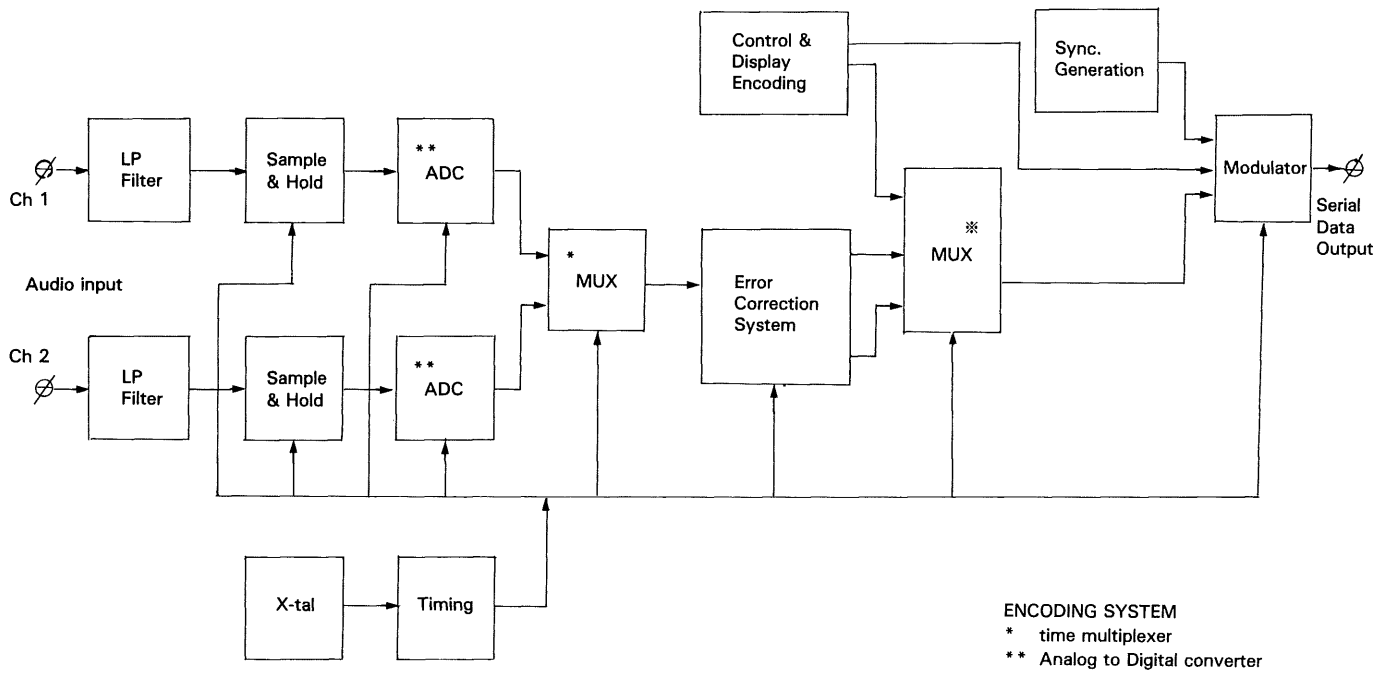 Control &
Display
Encoding
Sync.
Generation
LP
Filter
Sample
& Hold
**
ADC
Modulator
Ch 1
Serial
Data
Output
※
MUX
*
MUX
Audio input
Error
Correction
System
Ch 2
LP
Filter
Sample
& Hold
**
ADC
X-tal
Timing
ENCODING SYSTEM
* time multiplexer
** Analog to Digital converter